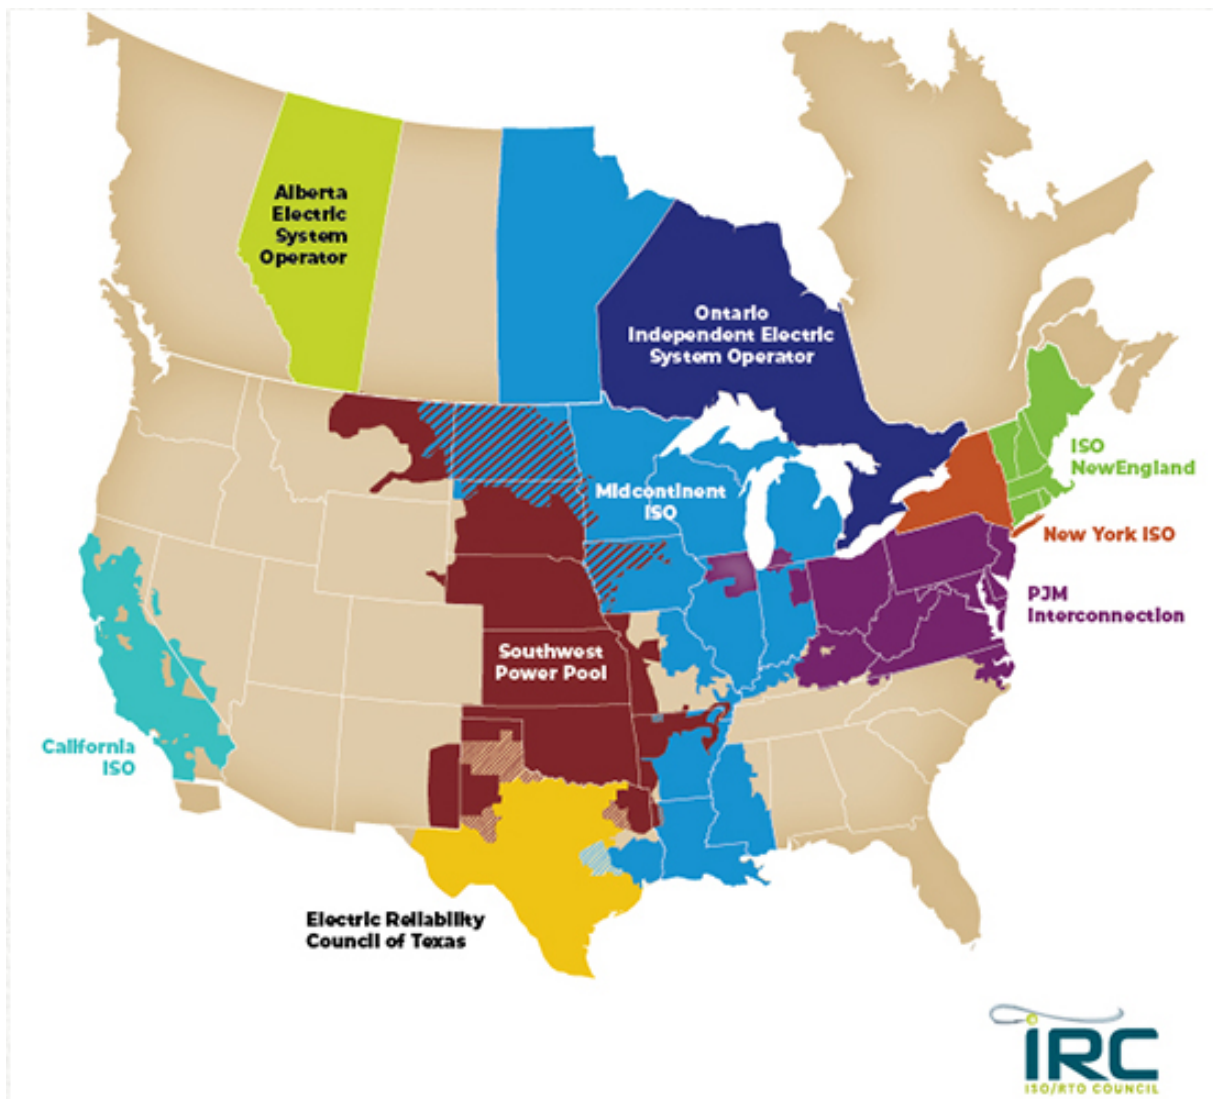 Alberta
Electric
System
Operator
Ontario
Independent Electric
System Operator
ISO
NewEngland
Midcontinent
ISO
New York ISO
PJM
Interconnection
Southwest
Power Pool
California
ISO
Electric Reliability
Council of Texas
iRC
ISO/RTO COUNCIL